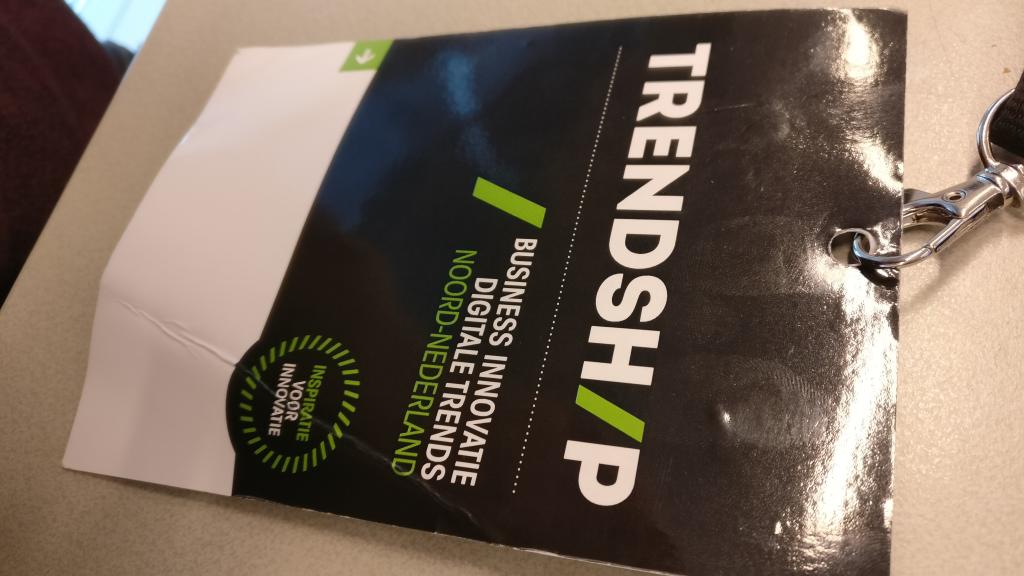 TRENDSH/P
BUSINESS INNOVATIE
DIGITALE TRENDS
NOORD-NEDERLAND
INSPIRATIE
VOOR
INNOVATIE